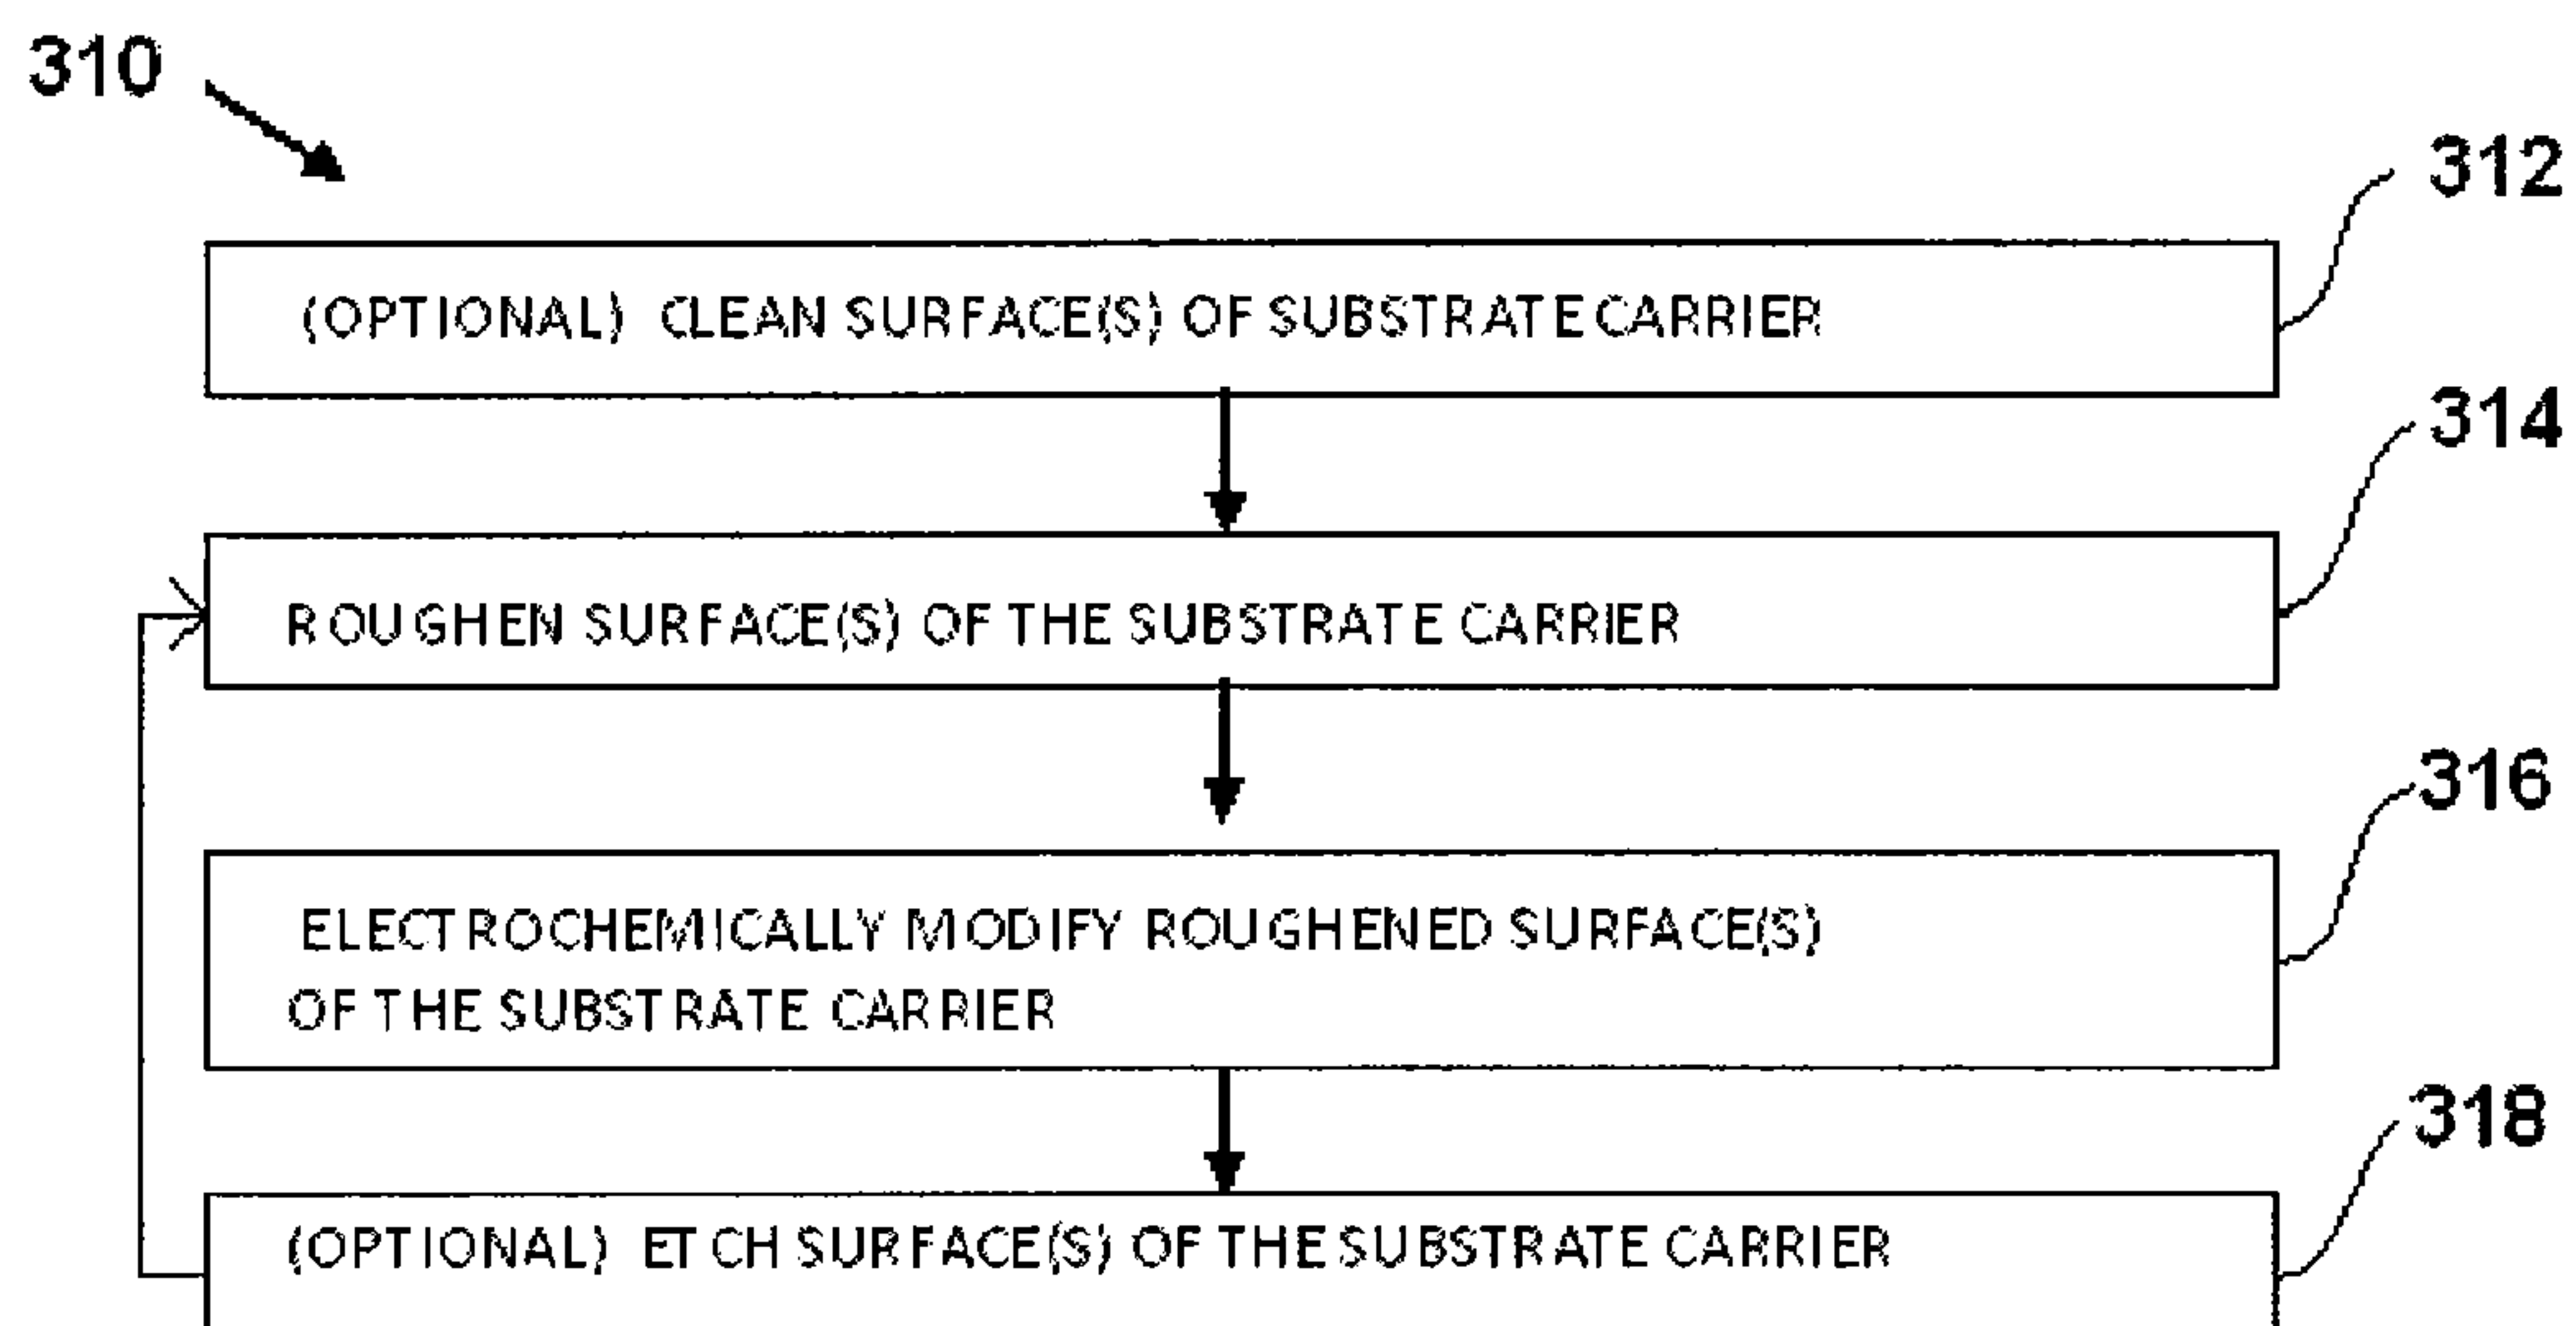 310
312
(OPTIONAL) CLEAN SURFACE(S) OF SUBSTRATE CARRIER
314
ROUGHEN SURFACE(S) OF THE SUBSTRATE CARRIER
316
ELECTROCHEMICALLY MODIFY ROUGHENED SURFACE(S)
OF THE SUBSTRATE CARRIER
318
(OPTIONAL) ETCH SURFACE(S) OF THE SUBSTRATE CARRIER